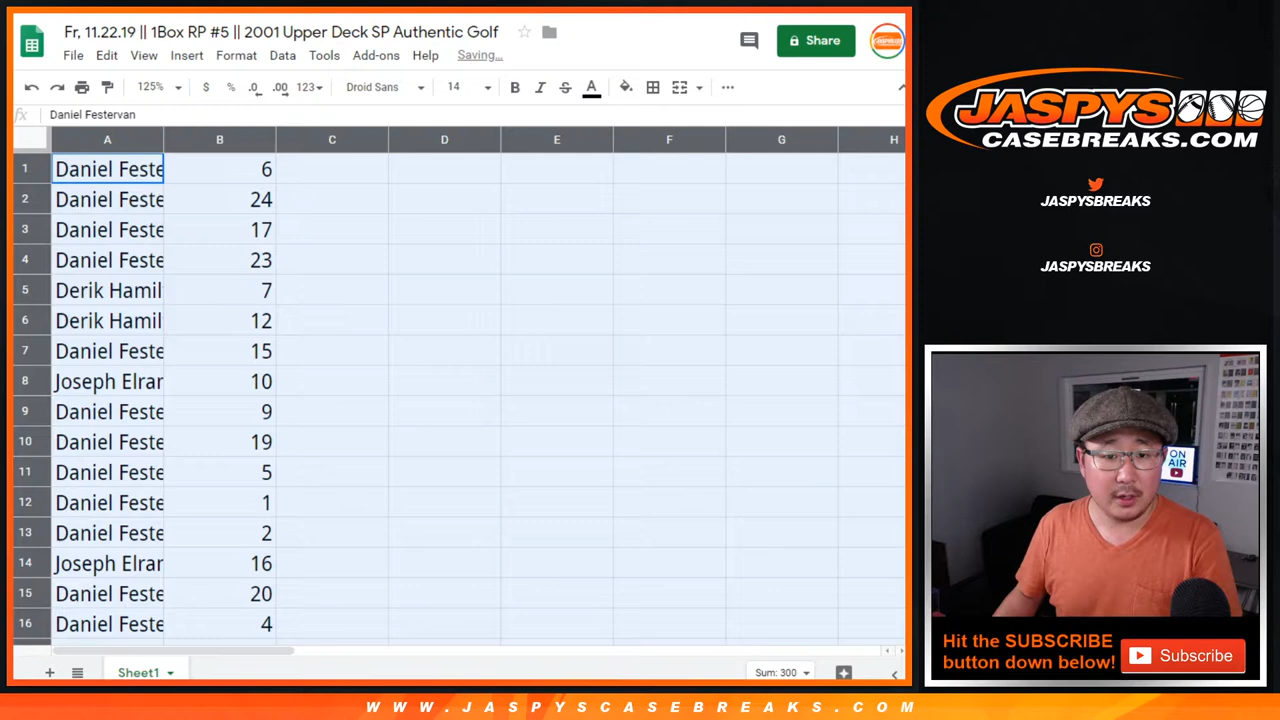 Fr, 11.22.19 || 1Box RP #5 || 2001 Upper Deck SP Authentic Golf
File Edit View Insert Format Data Tools Add-ons Help Saving...
Share
125% $ % .0 .00 123 Droid Sans 14 B I S A
fx Daniel Festervan
A B C D E F G H
1 Daniel Feste 6
2 Daniel Feste 24
3 Daniel Feste 17
4 Daniel Feste 23
5 Derik Hamil 7
6 Derik Hamil 12
7 Daniel Feste 15
8 Joseph Elrar 10
9 Daniel Feste 9
10 Daniel Feste 19
11 Daniel Feste 5
12 Daniel Feste 1
13 Daniel Feste 2
14 Joseph Elrar 16
15 Daniel Feste 20
16 Daniel Feste 4
Sheet1
Sum: 300
JASPYS
CASEBREAKS.COM
JASPYSBREAKS
JASPYSBREAKS
ON
AIR
Hit the SUBSCRIBE
button down below!
Subscribe
WWW.JASPYSCASEBREAKS.COM